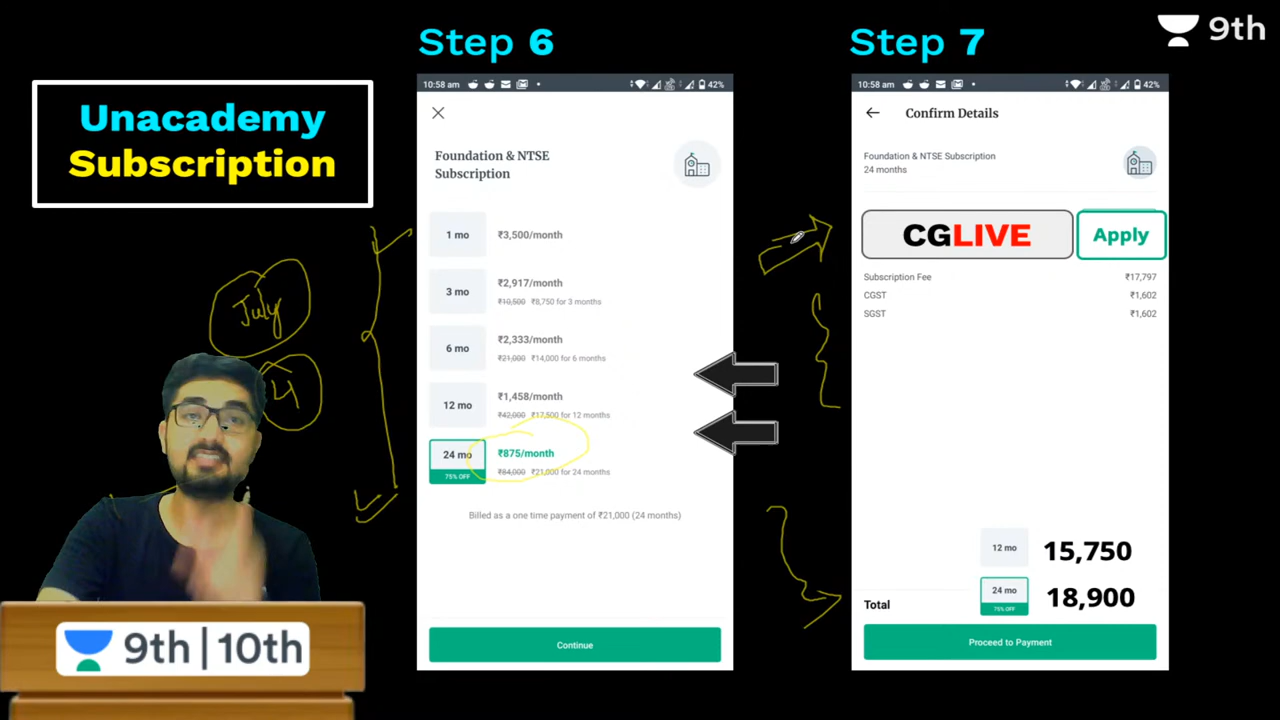 Step 6
Step 7
9th
Unacademy
Subscription
10:58 am
42%
Foundation & NTSE
Subscription
1 mo
₹3,500/month
3 mo
₹2,917/month
₹10,500 ₹8,750 for 3 months
6 mo
₹2,333/month
₹21,000 ₹14,000 for 6 months
12 mo
₹1,458/month
₹42,000 ₹17,500 for 12 months
24 mo
75% OFF
₹875/month
₹84,000 ₹21,000 for 24 months
Billed as a one time payment of ₹21,000 (24 months)
Continue
10:58 am
42%
Confirm Details
Foundation & NTSE Subscription
24 months
CGLIVE
Apply
Subscription Fee ₹17,797
CGST ₹1,602
SGST ₹1,602
12 mo 15,750
Total
24 mo 18,900
75% OFF
Proceed to Payment
July
9th|10th